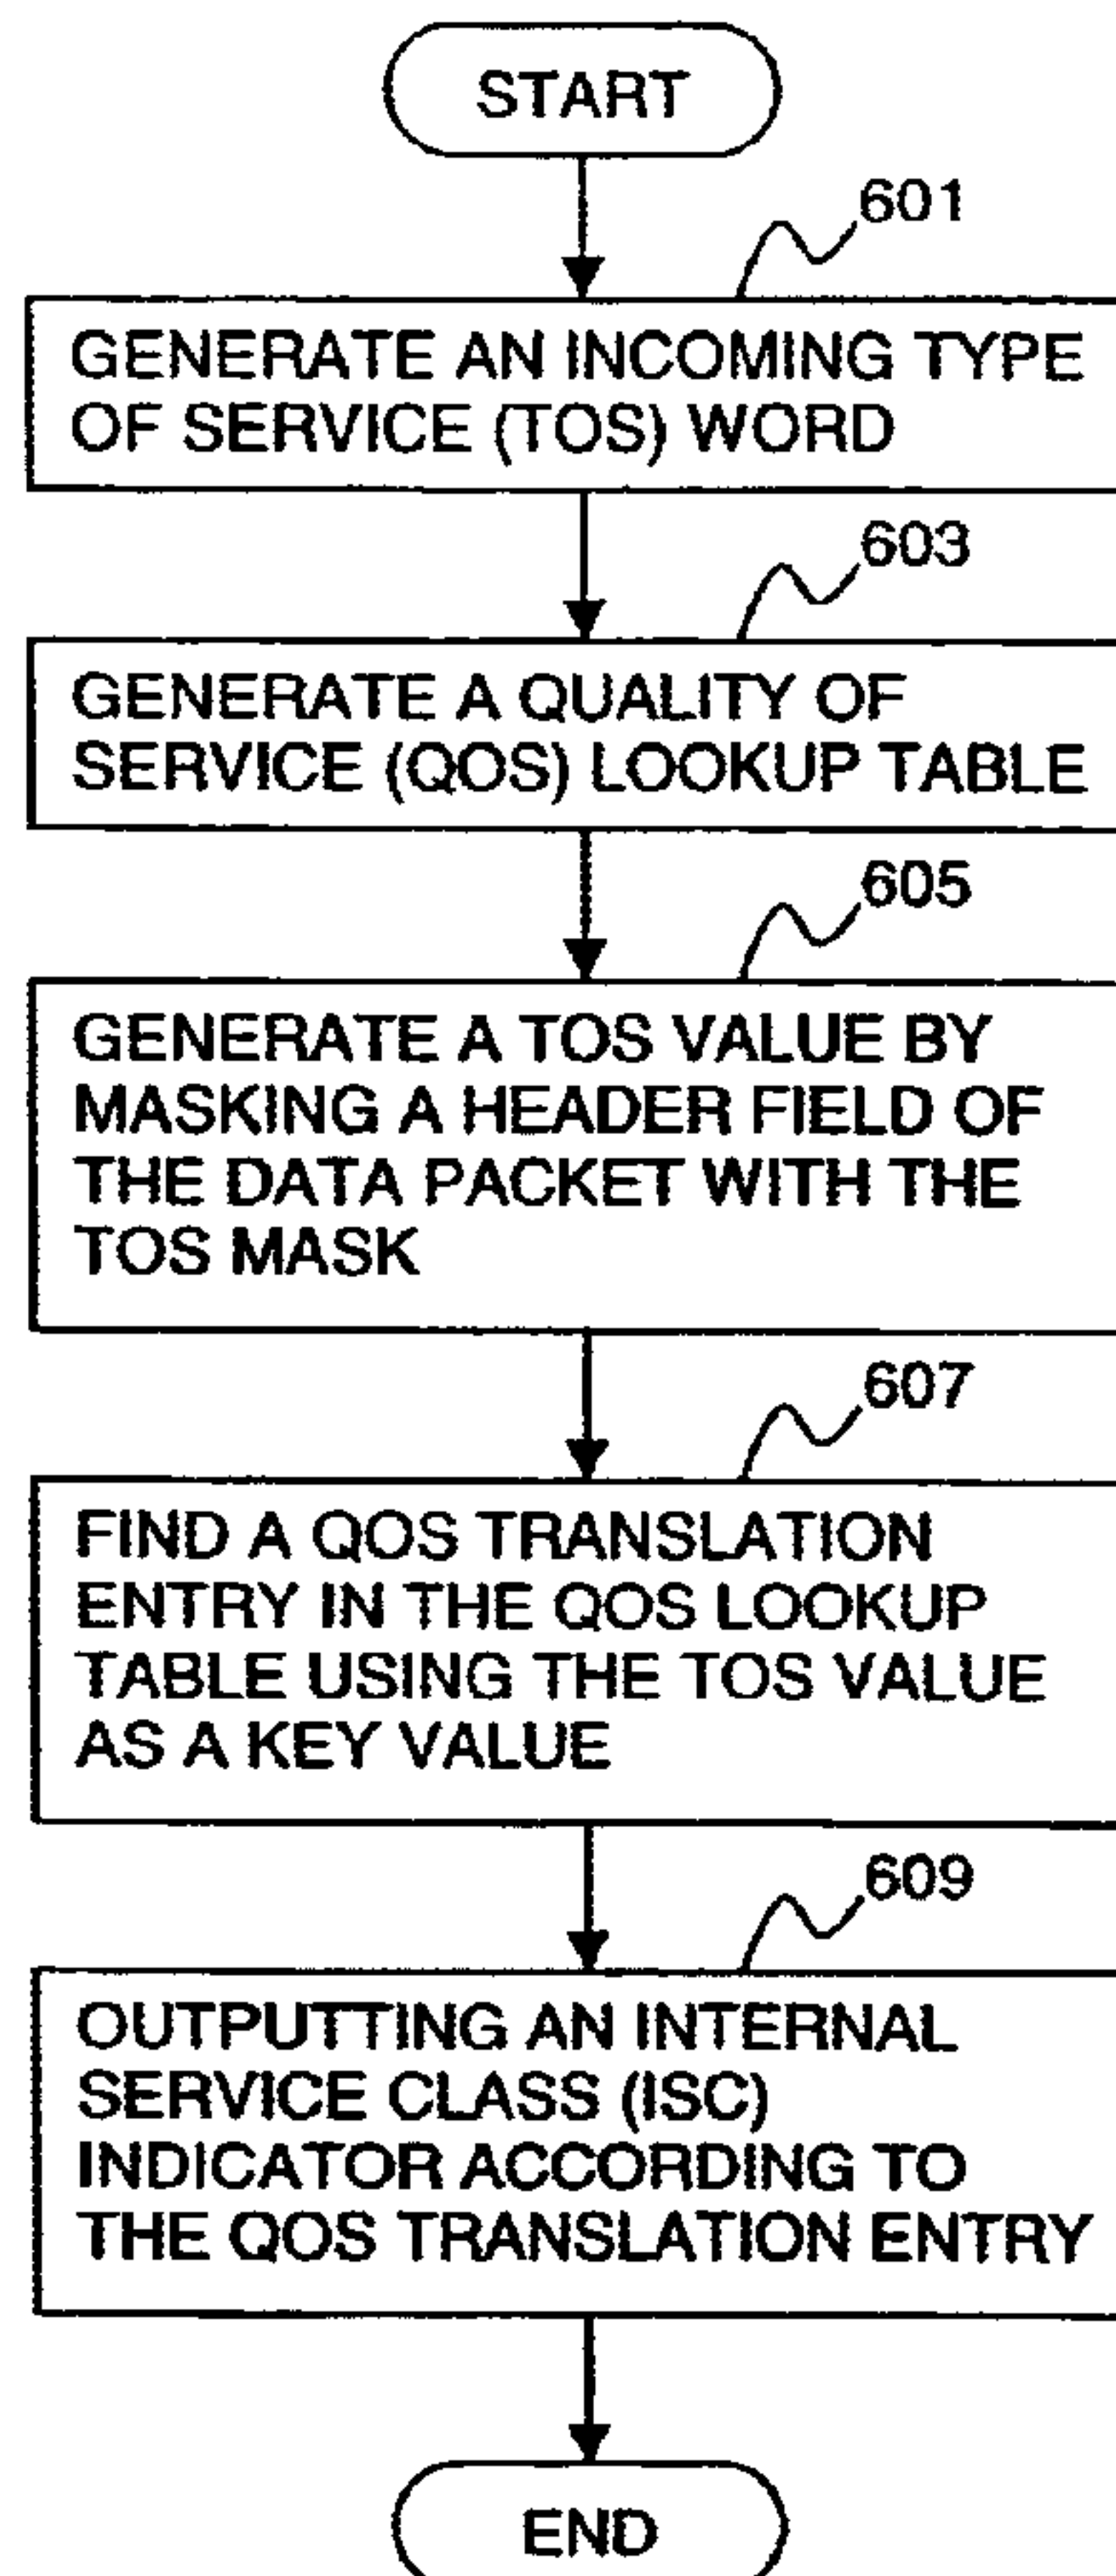 START
601
GENERATE AN INCOMING TYPE
OF SERVICE (TOS) WORD
603
GENERATE A QUALITY OF
SERVICE (QOS) LOOKUP TABLE
605
GENERATE A TOS VALUE BY
MASKING A HEADER FIELD OF
THE DATA PACKET WITH THE
TOS MASK
607
FIND A QOS TRANSLATION
ENTRY IN THE QOS LOOKUP
TABLE USING THE TOS VALUE
AS A KEY VALUE
609
OUTPUTTING AN INTERNAL
SERVICE CLASS (ISC)
INDICATOR ACCORDING TO
THE QOS TRANSLATION ENTRY
END